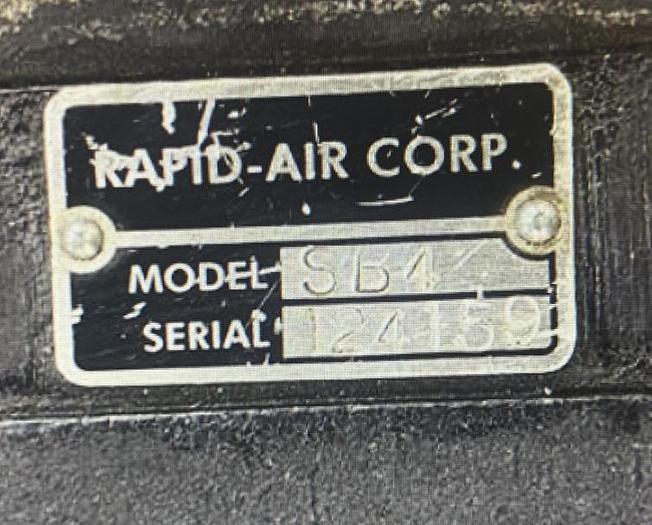 RAPID-AIR CORP.
MODEL SB4
SERIAL 124159